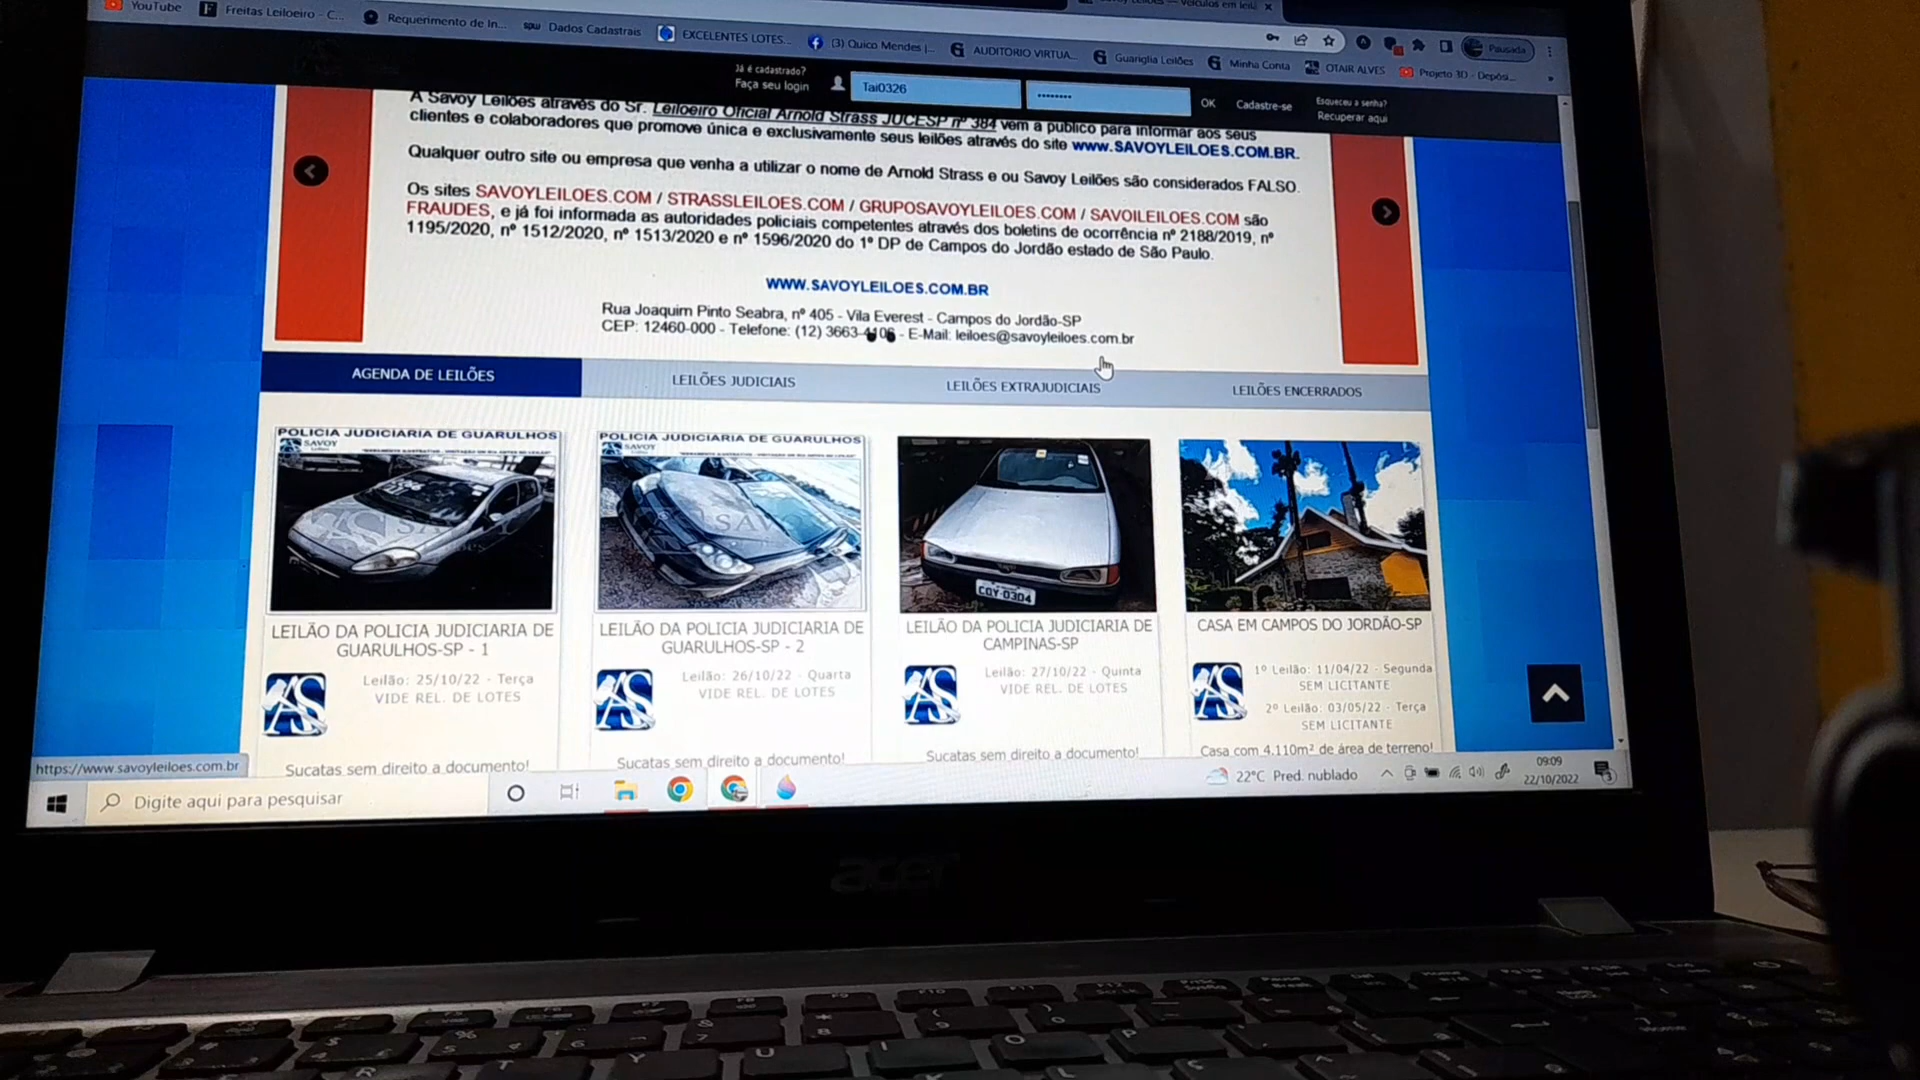 YouTube
Freitas Leiloeiro - C...
Requerimento de In...
spw Dados Cadastrais
EXCELENTES LOTES...
(3) Quico Mendes |...
AUDITORIO VIRTUA...
Guariglia Leilões
Minha Conta
OTAIR ALVES
Projeto 3D - Depósi...
Pausada
Já é cadastrado?
Faça seu login
Tai0326
OK
Cadastre-se
Esqueceu a senha?
Recuperar aqui
A Savoy Leilões através do Sr. Leiloeiro Oficial Arnold Strass JUCESP nº 384 vem a publico para informar aos seus
clientes e colaboradores que promove única e exclusivamente seus leilões através do site www.SAVOYLEILOES.COM.BR.
Qualquer outro site ou empresa que venha a utilizar o nome de Arnold Strass e ou Savoy Leilões são considerados FALSO.
Os sites SAVOYLEILOES.COM / STRASSLEILOES.COM / GRUPOSAVOYLEILOES.COM / SAVOILEILOES.COM são
FRAUDES, e já foi informada as autoridades policiais competentes através dos boletins de ocorrência nº 2188/2019, nº
1195/2020, nº 1512/2020, nº 1513/2020 e nº 1596/2020 do 1º DP de Campos do Jordão estado de São Paulo.
WWW.SAVOYLEILOES.COM.BR
Rua Joaquim Pinto Seabra, nº 405 - Vila Everest - Campos do Jordão-SP
CEP: 12460-000 - Telefone: (12) 3663-4106 - E-Mail: leiloes@savoyleiloes.com.br
AGENDA DE LEILÕES
LEILÕES JUDICIAIS
LEILÕES EXTRAJUDICIAIS
LEILÕES ENCERRADOS
POLICIA JUDICIARIA DE GUARULHOS
SAVOY
POLICIA JUDICIARIA DE GUARULHOS
SAVOY
CQY-0304
LEILÃO DA POLICIA JUDICIARIA DE
GUARULHOS-SP - 1
Leilão: 25/10/22 - Terça
VIDE REL. DE LOTES
Sucatas sem direito a documento!
LEILÃO DA POLICIA JUDICIARIA DE
GUARULHOS-SP - 2
Leilão: 26/10/22 - Quarta
VIDE REL. DE LOTES
Sucatas sem direito a documento!
LEILÃO DA POLICIA JUDICIARIA DE
CAMPINAS-SP
Leilão: 27/10/22 - Quinta
VIDE REL. DE LOTES
Sucatas sem direito a documento!
CASA EM CAMPOS DO JORDÃO-SP
1º Leilão: 11/04/22 - Segunda
SEM LICITANTE
2º Leilão: 03/05/22 - Terça
SEM LICITANTE
Casa com 4.110m² de área de terreno!
https://www.savoyleiloes.com.br
Digite aqui para pesquisar
22°C Pred. nublado
09:09
22/10/2022
acer